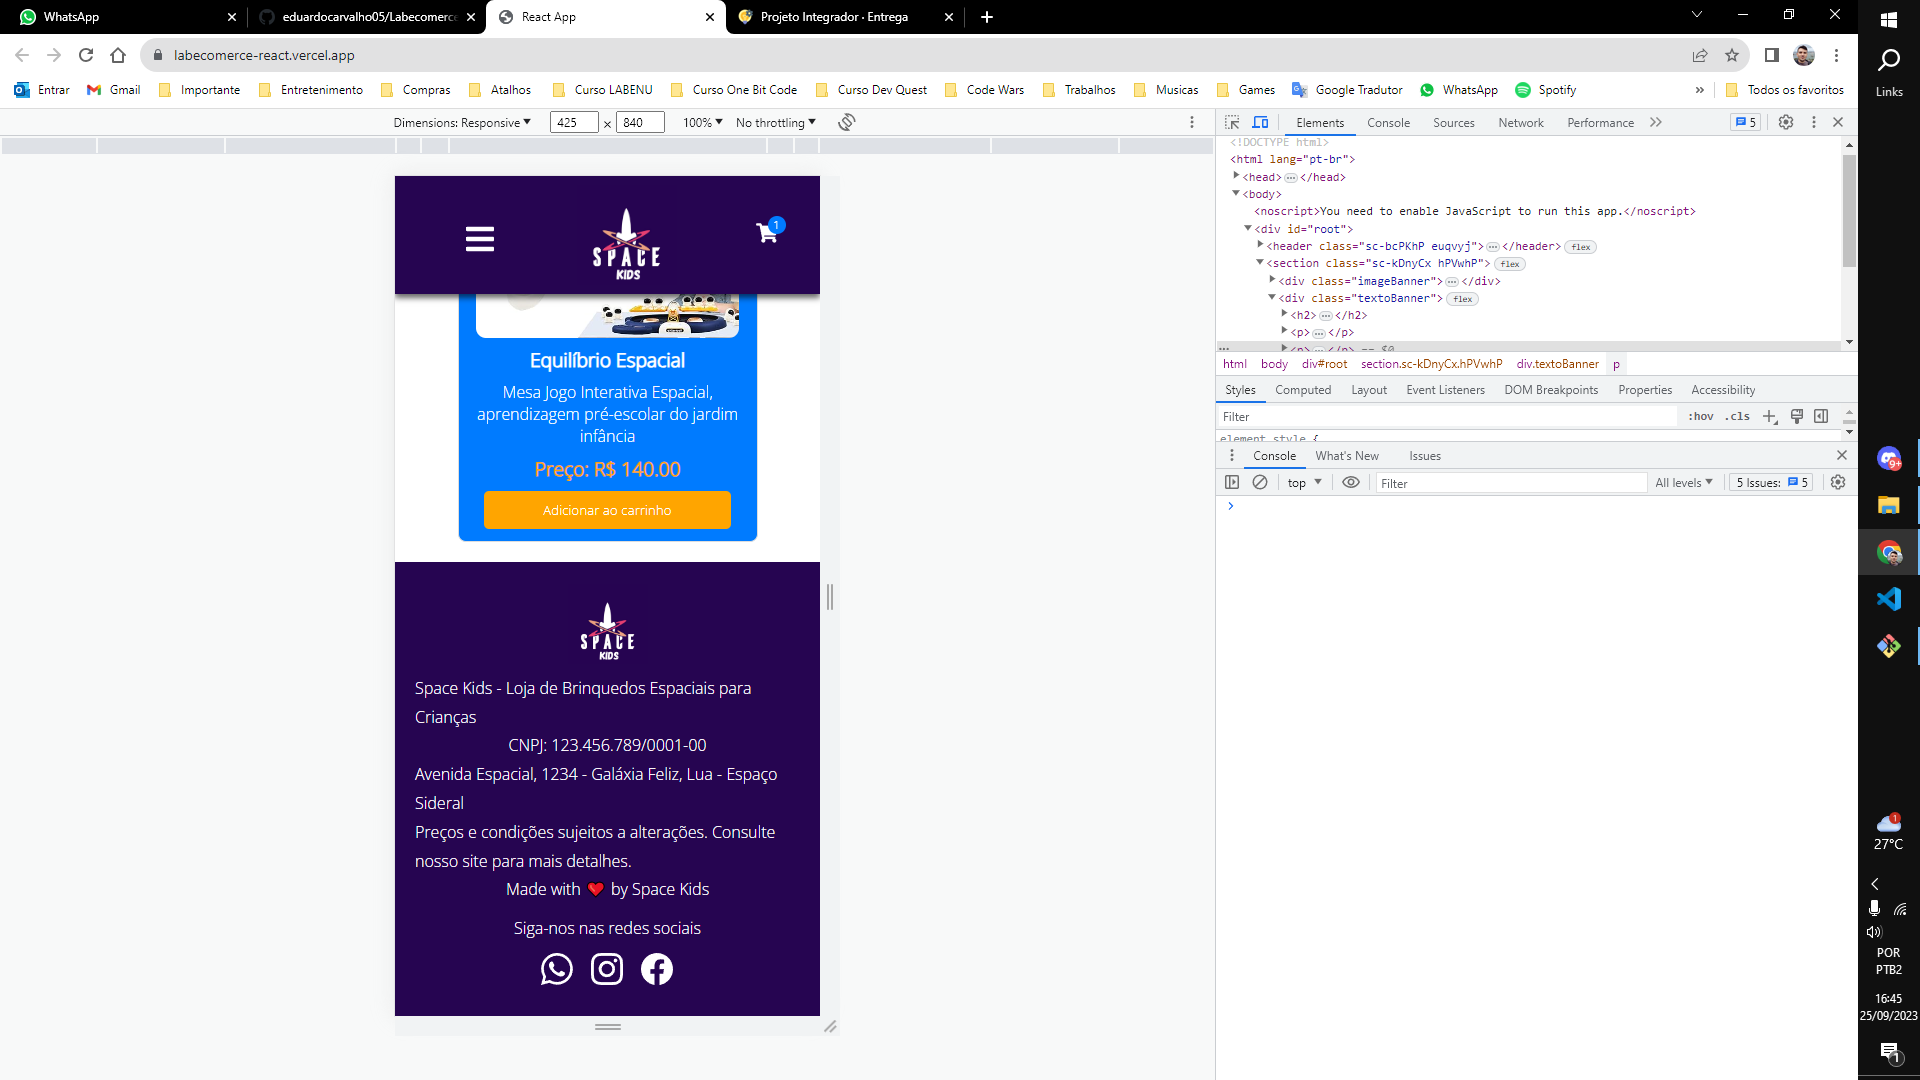 WhatsApp
eduardocarvalho05/Labecomerce
React App
Projeto Integrador · Entrega
labecomerce-react.vercel.app
Entrar
Gmail
Importante
Entretenimento
Compras
Atalhos
Curso LABENU
Curso One Bit Code
Curso Dev Quest
Code Wars
Trabalhos
Musicas
Games
Google Tradutor
WhatsApp
Spotify
»
Todos os favoritos
Links
Dimensions: Responsive
425 × 840
100%
No throttling
Elements
Console
Sources
Network
Performance
5
<!DOCTYPE html>
<html lang="pt-br">
<head>…</head>
<body>
<noscript>You need to enable JavaScript to run this app.</noscript>
<div id="root">
<header class="sc-bcPKhP euqvyj">…</header> flex
<section class="sc-kDnyCx hPVwhP"> flex
<div class="imageBanner">…</div>
<div class="textoBanner"> flex
<h2>…</h2>
<p>…</p>
<p>…</p> == $0
html body div#root section.sc-kDnyCx.hPVwhP div.textoBanner p
Styles
Computed
Layout
Event Listeners
DOM Breakpoints
Properties
Accessibility
Filter
:hov .cls
element.style {
Console
What's New
Issues
top
Filter
All levels
5 Issues: 5
1
SPACE
KIDS
Equilíbrio Espacial
Mesa Jogo Interativa Espacial,
aprendizagem pré-escolar do jardim
infância
Preço: R$ 140.00
Adicionar ao carrinho
SPACE
KIDS
Space Kids - Loja de Brinquedos Espaciais para
Crianças
CNPJ: 123.456.789/0001-00
Avenida Espacial, 1234 - Galáxia Feliz, Lua - Espaço
Sideral
Preços e condições sujeitos a alterações. Consulte
nosso site para mais detalhes.
Made with ❤ by Space Kids
Siga-nos nas redes sociais
9+
1
27°C
POR
PTB2
16:45
25/09/2023
1